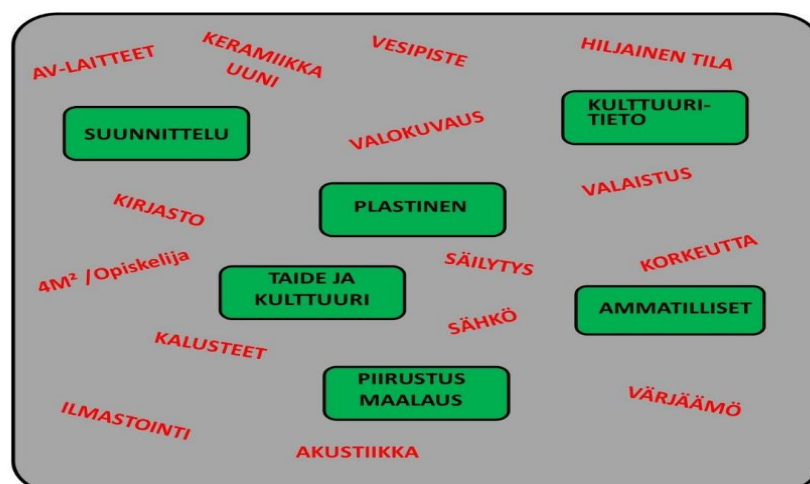 AV-LAITTEET
KERAMIIKKA
UUNI
VESIPISTE
HILJAINEN TILA
SUUNNITTELU
VALOKUVAUS
KULTTUURI-
TIETO
KIRJASTO
PLASTINEN
VALAISTUS
4M² /Opiskelija
TAIDE JA
KULTTUURI
SÄILYTYS
KORKEUTTA
KALUSTEET
SÄHKÖ
AMMATILLISET
PIIRUSTUS
MAALAUS
ILMASTOINTI
AKUSTIIKKA
VÄRJÄÄMÖ